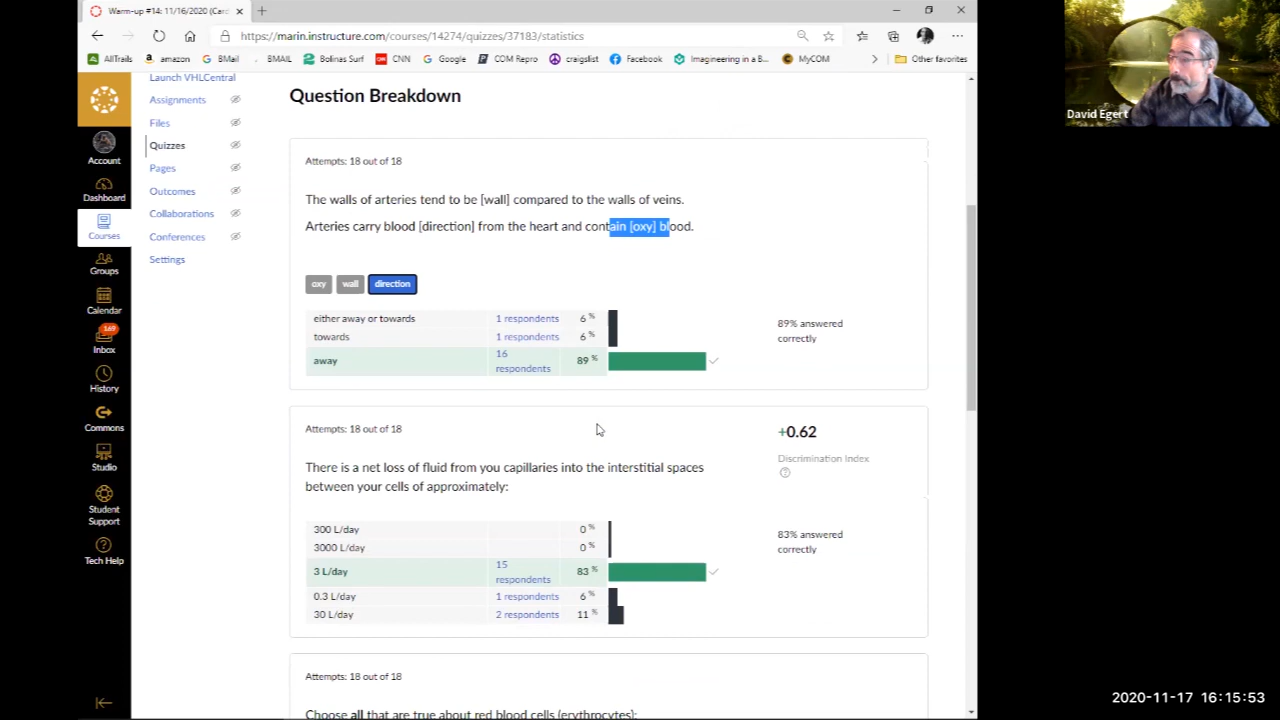 Warm-up #14: 11/16/2020 (Card
https://marin.instructure.com/courses/14274/quizzes/37183/statistics
AllTrails amazon BMail BMAIL Bolinas Surf CNN Google COM Repro craigslist Facebook Imagineering in a B... MyCOM Other favorites
David Egert
Launch VHLCentral
Assignments
Files
Quizzes
Pages
Outcomes
Collaborations
Conferences
Settings
Account
Dashboard
Courses
Groups
Calendar
169
Inbox
History
Commons
Studio
Student
Support
Tech Help
Question Breakdown
Attempts: 18 out of 18
The walls of arteries tend to be [wall] compared to the walls of veins.
Arteries carry blood [direction] from the heart and contain [oxy] blood.
oxy wall direction
either away or towards 1 respondents 6 %
towards 1 respondents 6 %
away 16 respondents 89 %
89% answered
correctly
Attempts: 18 out of 18
+0.62
Discrimination Index
There is a net loss of fluid from you capillaries into the interstitial spaces
between your cells of approximately:
300 L/day 0 %
3000 L/day 0 %
3 L/day 15 respondents 83 %
0.3 L/day 1 respondents 6 %
30 L/day 2 respondents 11 %
83% answered
correctly
Attempts: 18 out of 18
Choose all that are true about red blood cells (erythrocytes):
2020-11-17 16:15:53